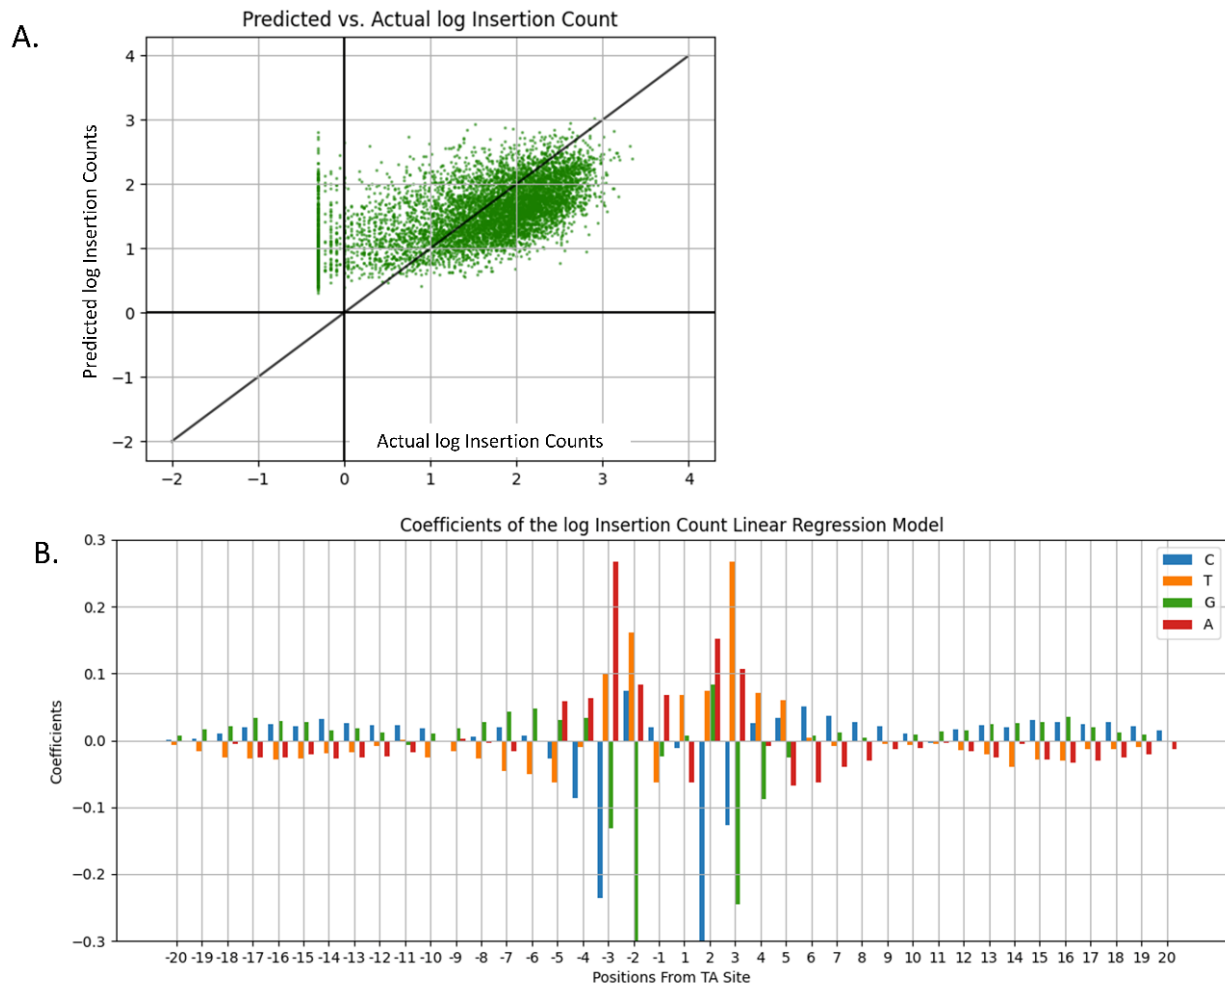 A.
Predicted vs. Actual log Insertion Count
Predicted log Insertion Counts
4
3
2
1
0
−1
−2
Actual log Insertion Counts
−2 −1 0 1 2 3 4
B.
Coefficients of the log Insertion Count Linear Regression Model
Coefficients
0.3
0.2
0.1
0.0
−0.1
−0.2
−0.3
C
T
G
A
-20 -19 -18 -17 -16 -15 -14 -13 -12 -11 -10 -9 -8 -7 -6 -5 -4 -3 -2 -1 1 2 3 4 5 6 7 8 9 10 11 12 13 14 15 16 17 18 19 20
Positions From TA Site